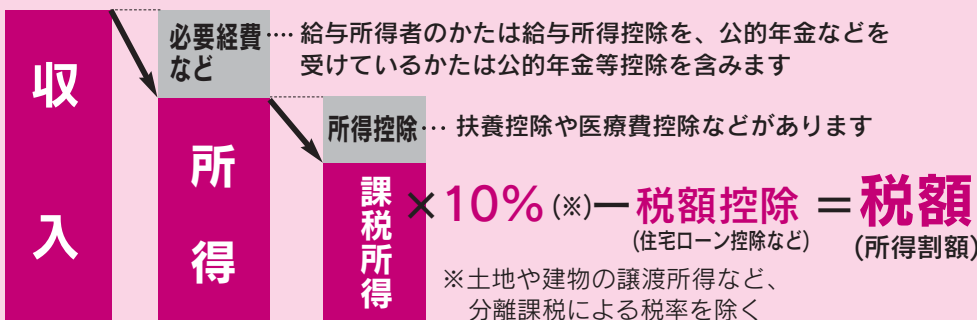 収入
必要経費など
…給与所得者のかたは給与所得控除を、公的年金などを
受けているかたは公的年金等控除を含みます
所得
所得控除
…扶養控除や医療費控除などがあります
課税所得
×10%(※)ー税額控除=税額
(住宅ローン控除など)
(所得割額)
※土地や建物の譲渡所得など、
分離課税による税率を除く